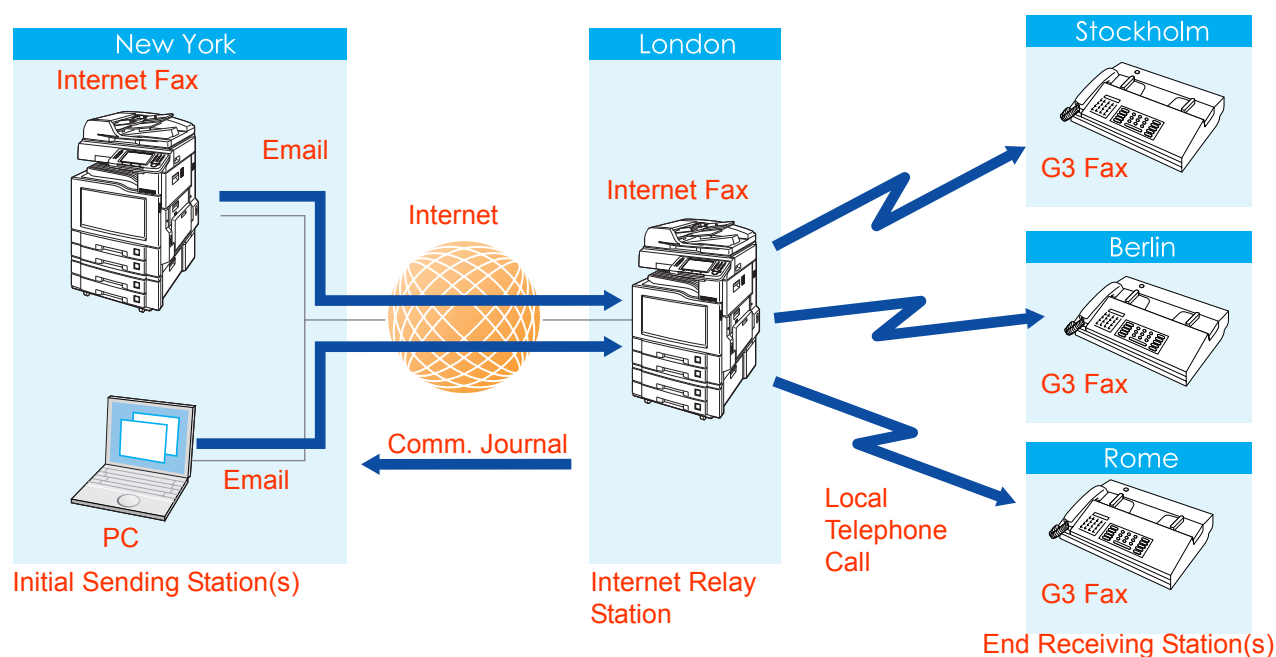 New York
Internet Fax
Email
Email
PC
Initial Sending Station(s)
Internet
Comm. Journal
London
Internet Fax
Internet Relay
Station
Local
Telephone
Call
Stockholm
G3 Fax
Berlin
G3 Fax
Rome
G3 Fax
End Receiving Station(s)